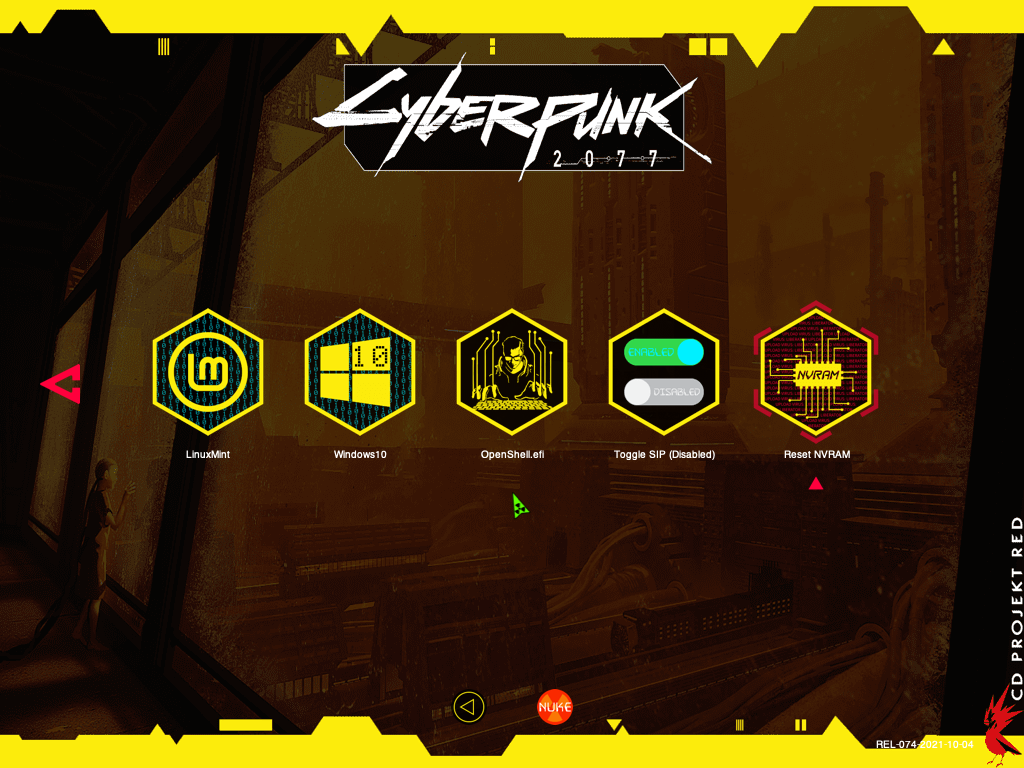 CYBERPUNK
2077
10
ENABLED
DISABLED
NVRAM
LinuxMint
Windows10
OpenShell.efi
Toggle SIP (Disabled)
Reset NVRAM
CD PROJEKT RED
NUKE
REL-074-2021-10-04